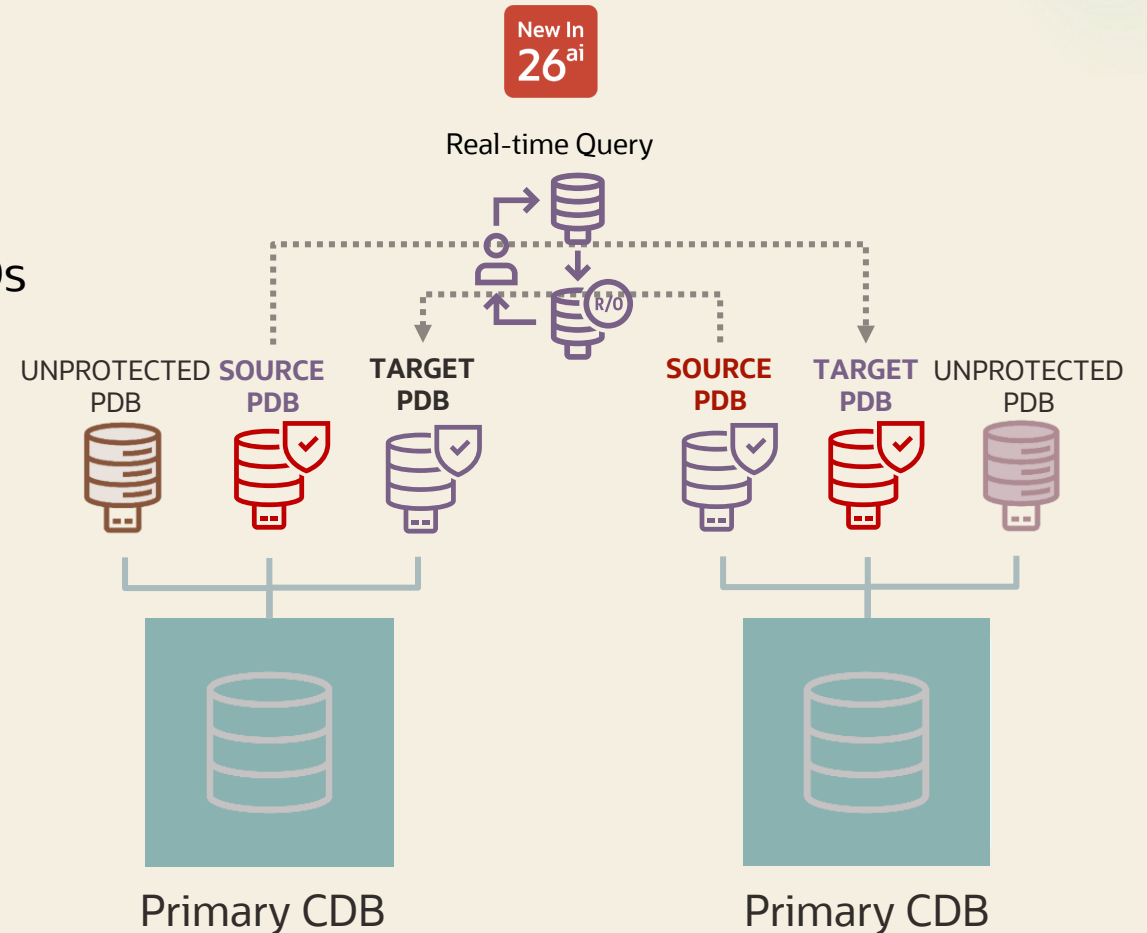 New In
26ai
Real-time Query
R/O
UNPROTECTED
PDB
SOURCE
PDB
TARGET
PDB
SOURCE
PDB
TARGET
PDB
UNPROTECTED
PDB
Primary CDB
Primary CDB